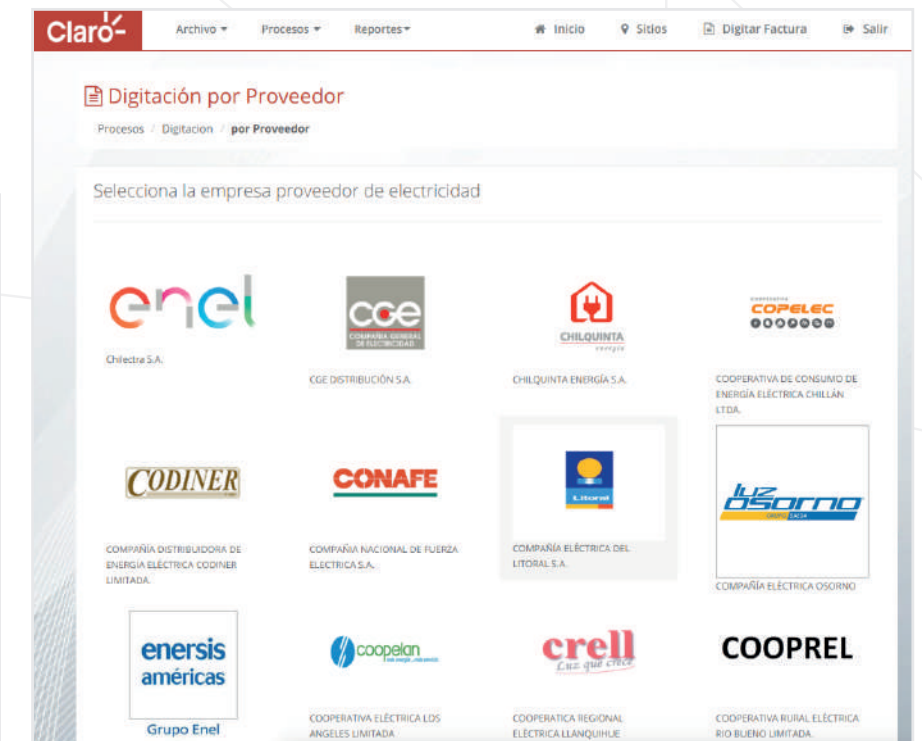 Claro-
Archivo
Procesos
Reportes
Inicio
Sitios
Digitar Factura
Salir
Digitación por Proveedor
Procesos / Digitacion / por Proveedor
Selecciona la empresa proveedor de electricidad
enel
Chilectra S.A.
cge
COMPAÑIA GENERAL
DE ELECTRICIDAD
CGE DISTRIBUCIÓN S.A.
CHILQUINTA
energía
CHILQUINTA ENERGÍA S.A.
COPELEC
COOPERATIVA DE CONSUMO DE
ENERGÍA ELÉCTRICA CHILLÁN
LTDA.
CODINER
COMPAÑÍA DISTRIBUIDORA DE
ENERGIA ELÉCTRICA CODINER
LIMITADA.
CONAFE
COMPAÑIA NACIONAL DE FUERZA
ELECTRICA S.A.
Litoral
COMPAÑÍA ELÉCTRICA DEL
LITORAL S.A.
luz
osorno
GRUPO SAESA
COMPAÑÍA ELÉCTRICA OSORNO
enersis
américas
Grupo Enel
coopelan
COOPERATIVA ELÉCTRICA LOS
ANGELES LIMITADA
crell
Luz que crece
COOPERATICA REGIONAL
ELÉCTRICA LLANQUIHUE
COOPREL
COOPERATIVA RURAL ELÉCTRICA
RIO BUENO LIMITADA.